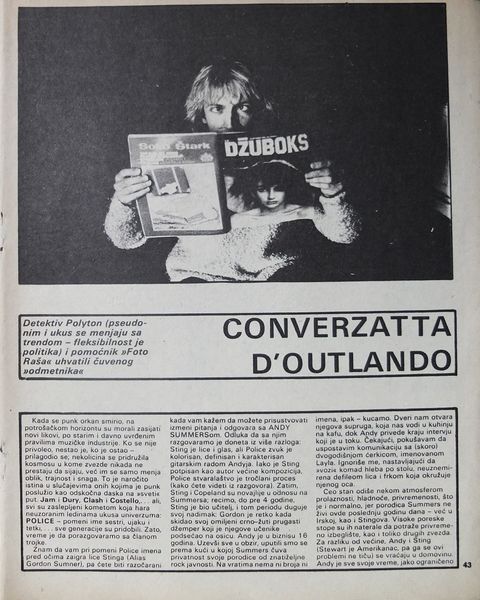 Soko Štark
DŽUBOKS
Detektiv Polyton (pseudo-
nim i ukus se menjaju sa
trendom – fleksibilnost je
politika) i pomoćnik »Foto
Raša« uhvatili čuvenog
»odmetnika«
CONVERZATTA
D'OUTLANDO
Kada se punk orkan smirio, na
potrošačkom horizontu su morali zasijati
novi likovi, po starim i davno uvrđenim
pravilima muzičke industrije. Ko se nije
privoleo, nestao je, ko je ostao –
prilagodio se; nekolicina se pridružila
kosmosu u kome zvezde nikada ne
prestaju da sijaju, već im se samo menja
oblik, trajnost i snaga. To je naročito
istina u slučajevima onih kojima je punk
poslužio kao odskočna daska na »svetli
put. Jam i Dury, Clash i Costello, . . . ali,
svi su zaslepljeni kometom koja hara
neuzoranim ledinama ukusa univerzuma:
POLICE – pomeni ime sestri, ujaku i
tetki, . . . sve generacije su pridobili. Zato,
vreme je da porazgovaramo sa članom
trojke.
Znam da vam pri pomeni Police imena
pred očima zaigra lice Stinga (Alias
Gordon Sumner), pa ćete biti razočarani
kada vam kažem da možete prisustvovati
izmeni pitanja i odgovora sa ANDY
SUMMERSom. Odluka da sa njim
razgovaramo je doneta iz više razloga:
Sting je lice i glas, ali Police zvuk je
kolorisan, definisan i karakterisan
gitarskim radom Andyja. Iako je Sting
potpisan kao autor većine kompozicija,
Police stvaralaštvo je tročlani proces
(kako ćete videti iz razgovora). Zatim,
Sting i Copeland su novajlije u odnosu na
Summersa; recimo, do pre 4 godine,
Sting je bio učitelj, i tom periodu duguje
svoj nadimak. Gordon je retko kada
skidao svoj omiljeni crno-žuti prugasti
džemper koji je njegove učenike
podsećao na osicu. Andy je u biznisu 16
godina. Uzevši sve u obzir, uputili smo se
prema kući u kojoj Summers čuva
privatnost svoje porodice od znatiželjne
rock javnosti. Na vratima nema ni broja ni
imena, ipak – kucamo. Dveri nam otvara
njegova supruga, koja nas vodi u kuhinju
na kafu, dok Andy privede kraju intervju
koji je u toku. Čekajući, pokušavam da
uspostavim komunikaciju sa (skoro)
dvogodišnjom ćerkicom, imenovanom
Layle. Ignoriše me, nastavljajući da
»vozi« komad hleba po stolu, neuznemi-
rena defileom lica i frkom koja okružuje
njenog oca.
Ceo stan odiše nekom atmosferom
prolaznosti, hladnoće, privremenosti, što
je i normalno, jer porodica Summers ne
živi ovde poslednju godinu dana – već u
Irskoj, kao i Stingova. Visoke poreske
stope su ih naterale da potraže privreme-
no izbeglište, kao i toliko drugih zvezda.
Za razliku od većine, Andy i Sting
(Stewart je Amerikanac, pa ga se ovi
problemi ne tiču) se vraćaju u domovinu.
Andy je sve svoje vreme, jako ograničeno
43